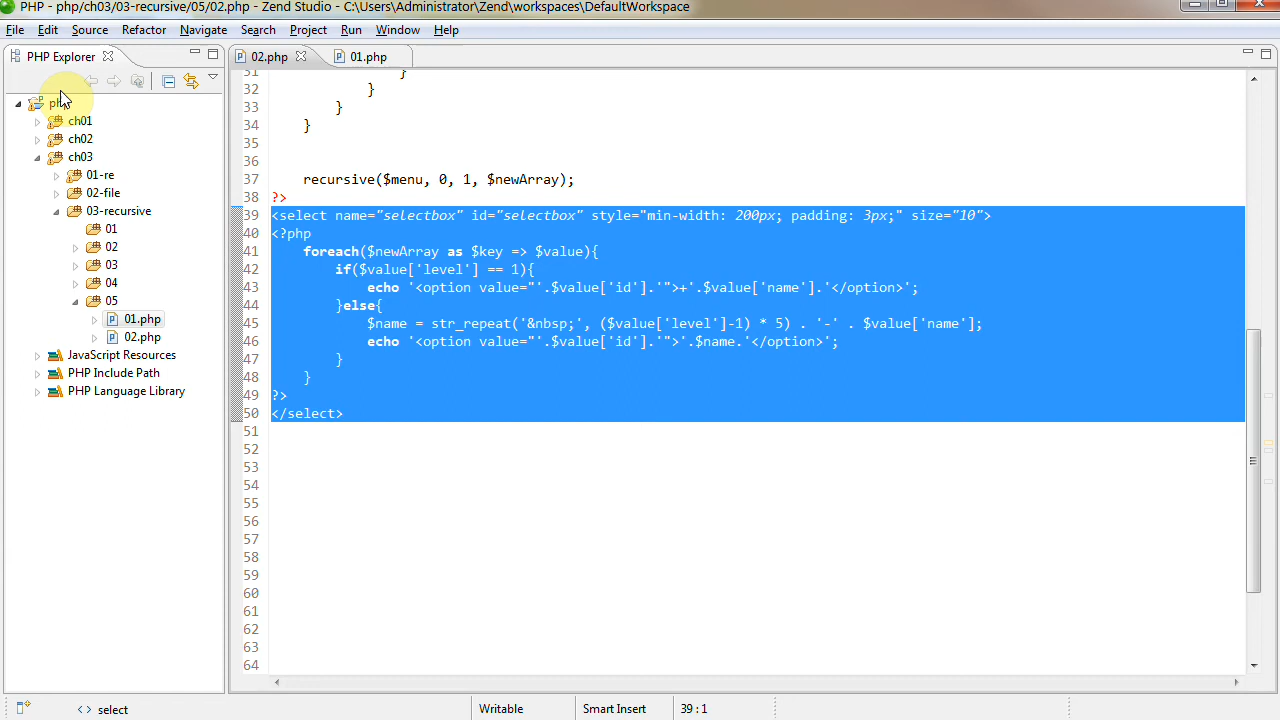 PHP - php/ch03/03-recursive/05/02.php - Zend Studio - C:\Users\Administrator\Zend\workspaces\DefaultWorkspace
File Edit Source Refactor Navigate Search Project Run Window Help
PHP Explorer
02.php 01.php
ch01
ch02
ch03
01-re
02-file
03-recursive
01
02
03
04
05
01.php
02.php
JavaScript Resources
PHP Include Path
PHP Language Library
31 }
32 }
33 }
34 }
35
36
37 recursive($menu, 0, 1, $newArray);
38 ?>
39 <select name="selectbox" id="selectbox" style="min-width: 200px; padding: 3px;" size="10">
40 <?php
41 foreach($newArray as $key => $value){
42 if($value['level'] == 1){
43 echo '<option value="'.$value['id'].'">+'.$value['name'].'</option>';
44 }else{
45 $name = str_repeat('&nbsp;', ($value['level']-1) * 5) . '-' . $value['name'];
46 echo '<option value="'.$value['id'].'">'.$name.'</option>';
47 }
48 }
49 ?>
50 </select>
51
52
53
54
55
56
57
58
59
60
61
62
63
64
<> select Writable Smart Insert 39 : 1